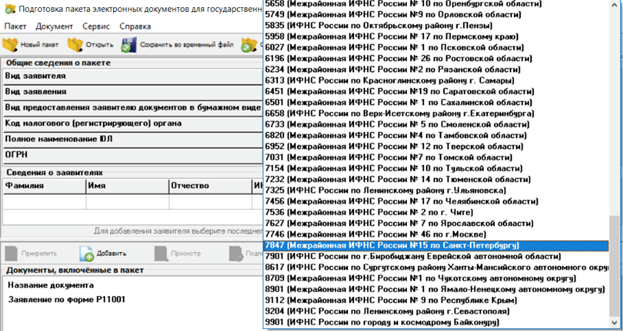 Подготовка пакета электронных документов для государствен
Пакет Документ Сервис Справка
Новый пакет Открыть Сохранить во временный файл
Общие сведения о пакете
Вид заявителя
Вид заявления
Вид предоставления заявителю документов в бумажном виде
Код налогового (регистрирующего) органа
Полное наименование ЮЛ
ОГРН
Сведения о заявителях
Фамилия Имя Отчество
Для добавления заявителя выберите последнег
Прикрепить Добавить Просмотр
Документы, включённые в пакет
Название документа
Заявление по форме Р11001
5658 (Межрайонная ИФНС России № 10 по Оренбургской области)
5749 (Межрайонная ИФНС России №9 по Орловской области)
5835 (ИФНС России по Октябрьскому району г.Пензы)
5958 (Межрайонная ИФНС России № 17 по Пермскому краю)
6027 (Межрайонная ИФНС России № 1 по Псковской области)
6196 (Межрайонная ИФНС России № 26 по Ростовской области)
6234 (Межрайонная ИФНС России №2 по Рязанской области)
6313 (ИФНС России по Красноглинскому району г. Самары)
6451 (Межрайонная ИФНС России №19 по Саратовской области)
6501 (Межрайонная ИФНС России № 1 по Сахалинской области)
6658 (ИФНС России по Верх-Исетскому району г.Екатеринбурга)
6733 (Межрайонная ИФНС России № 5 по Смоленской области)
6820 (Межрайонная ИФНС России №4 по Тамбовской области)
6952 (Межрайонная ИФНС России № 12 по Тверской области)
7031 (Межрайонная ИФНС России №7 по Томской области)
7154 (Межрайонная ИФНС России № 10 по Тульской области)
7232 (Межрайонная ИФНС России № 14 по Тюменской области)
7325 (ИФНС России по Ленинскому району г.Ульяновска)
7456 (Межрайонная ИФНС России № 17 по Челябинской области)
7536 (Межрайонная ИФНС России № 2 по г. Чите)
7627 (Межрайонная ИФНС России № 7 по Ярославской области)
7746 (Межрайонная ИФНС России № 46 по г.Москве)
7847 (Межрайонная ИФНС России №15 по Санкт-Петербургу)
7901 (ИФНС России по г.Биробиджану Еврейской автономной области)
8617 (ИФНС России по Сургутскому району Ханты-Мансийского автономного окру
8709 (Межрайонная ИФНС России №1 по Чукотскому автономному округу)
8901 (Межрайонная ИФНС России № 1 по Ямало-Ненецкому автономному округу)
9112 (Межрайонная ИФНС России № 9 по Республике Крым)
9204 (ИФНС России по Ленинскому району г.Севастополя)
9901 (ИФНС России по городу и космодрому Байконуру)